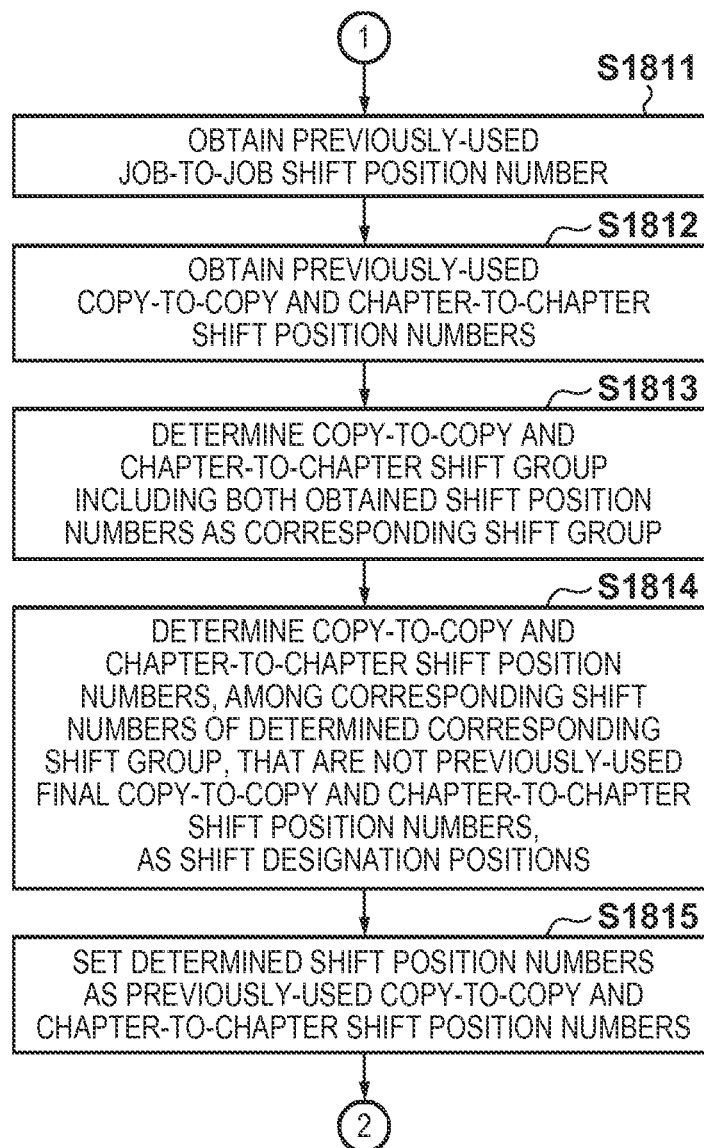 1
S1811
OBTAIN PREVIOUSLY-USED
JOB-TO-JOB SHIFT POSITION NUMBER
S1812
OBTAIN PREVIOUSLY-USED
COPY-TO-COPY AND CHAPTER-TO-CHAPTER
SHIFT POSITION NUMBERS
S1813
DETERMINE COPY-TO-COPY AND
CHAPTER-TO-CHAPTER SHIFT GROUP
INCLUDING BOTH OBTAINED SHIFT POSITION
NUMBERS AS CORRESPONDING SHIFT GROUP
S1814
DETERMINE COPY-TO-COPY AND
CHAPTER-TO-CHAPTER SHIFT POSITION
NUMBERS, AMONG CORRESPONDING SHIFT
NUMBERS OF DETERMINED CORRESPONDING
SHIFT GROUP, THAT ARE NOT PREVIOUSLY-USED
FINAL COPY-TO-COPY AND CHAPTER-TO-CHAPTER
SHIFT POSITION NUMBERS,
AS SHIFT DESIGNATION POSITIONS
S1815
SET DETERMINED SHIFT POSITION NUMBERS
AS PREVIOUSLY-USED COPY-TO-COPY AND
CHAPTER-TO-CHAPTER SHIFT POSITION NUMBERS
2